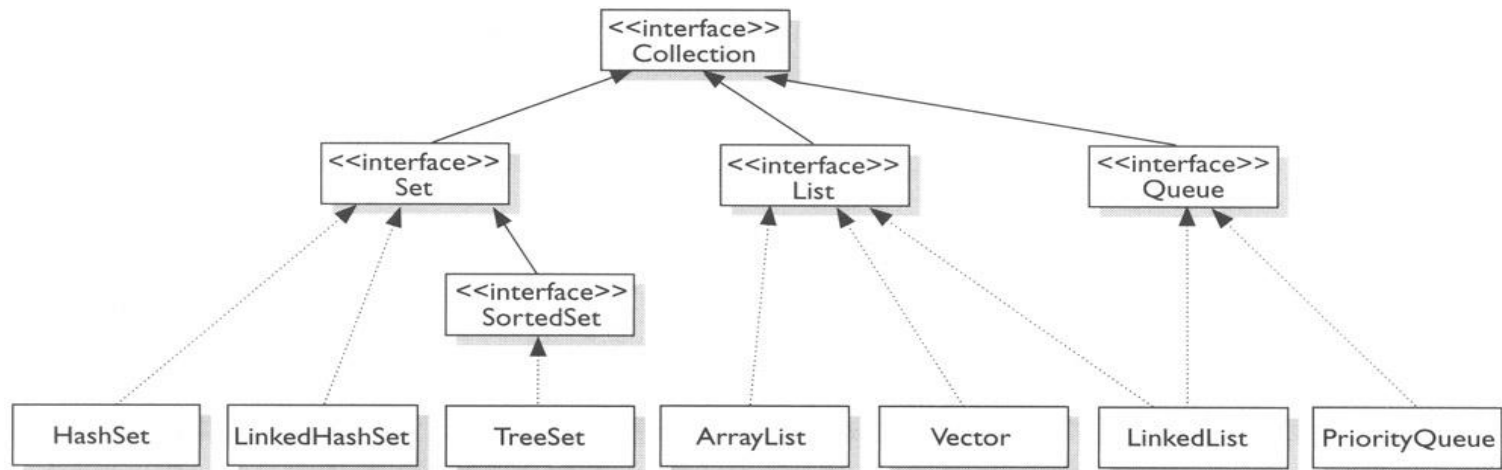 <<interface>>
Collection
<<interface>>
Set
<<interface>>
List
<<interface>>
Queue
<<interface>>
SortedSet
HashSet
LinkedHashSet
TreeSet
ArrayList
Vector
LinkedList
PriorityQueue